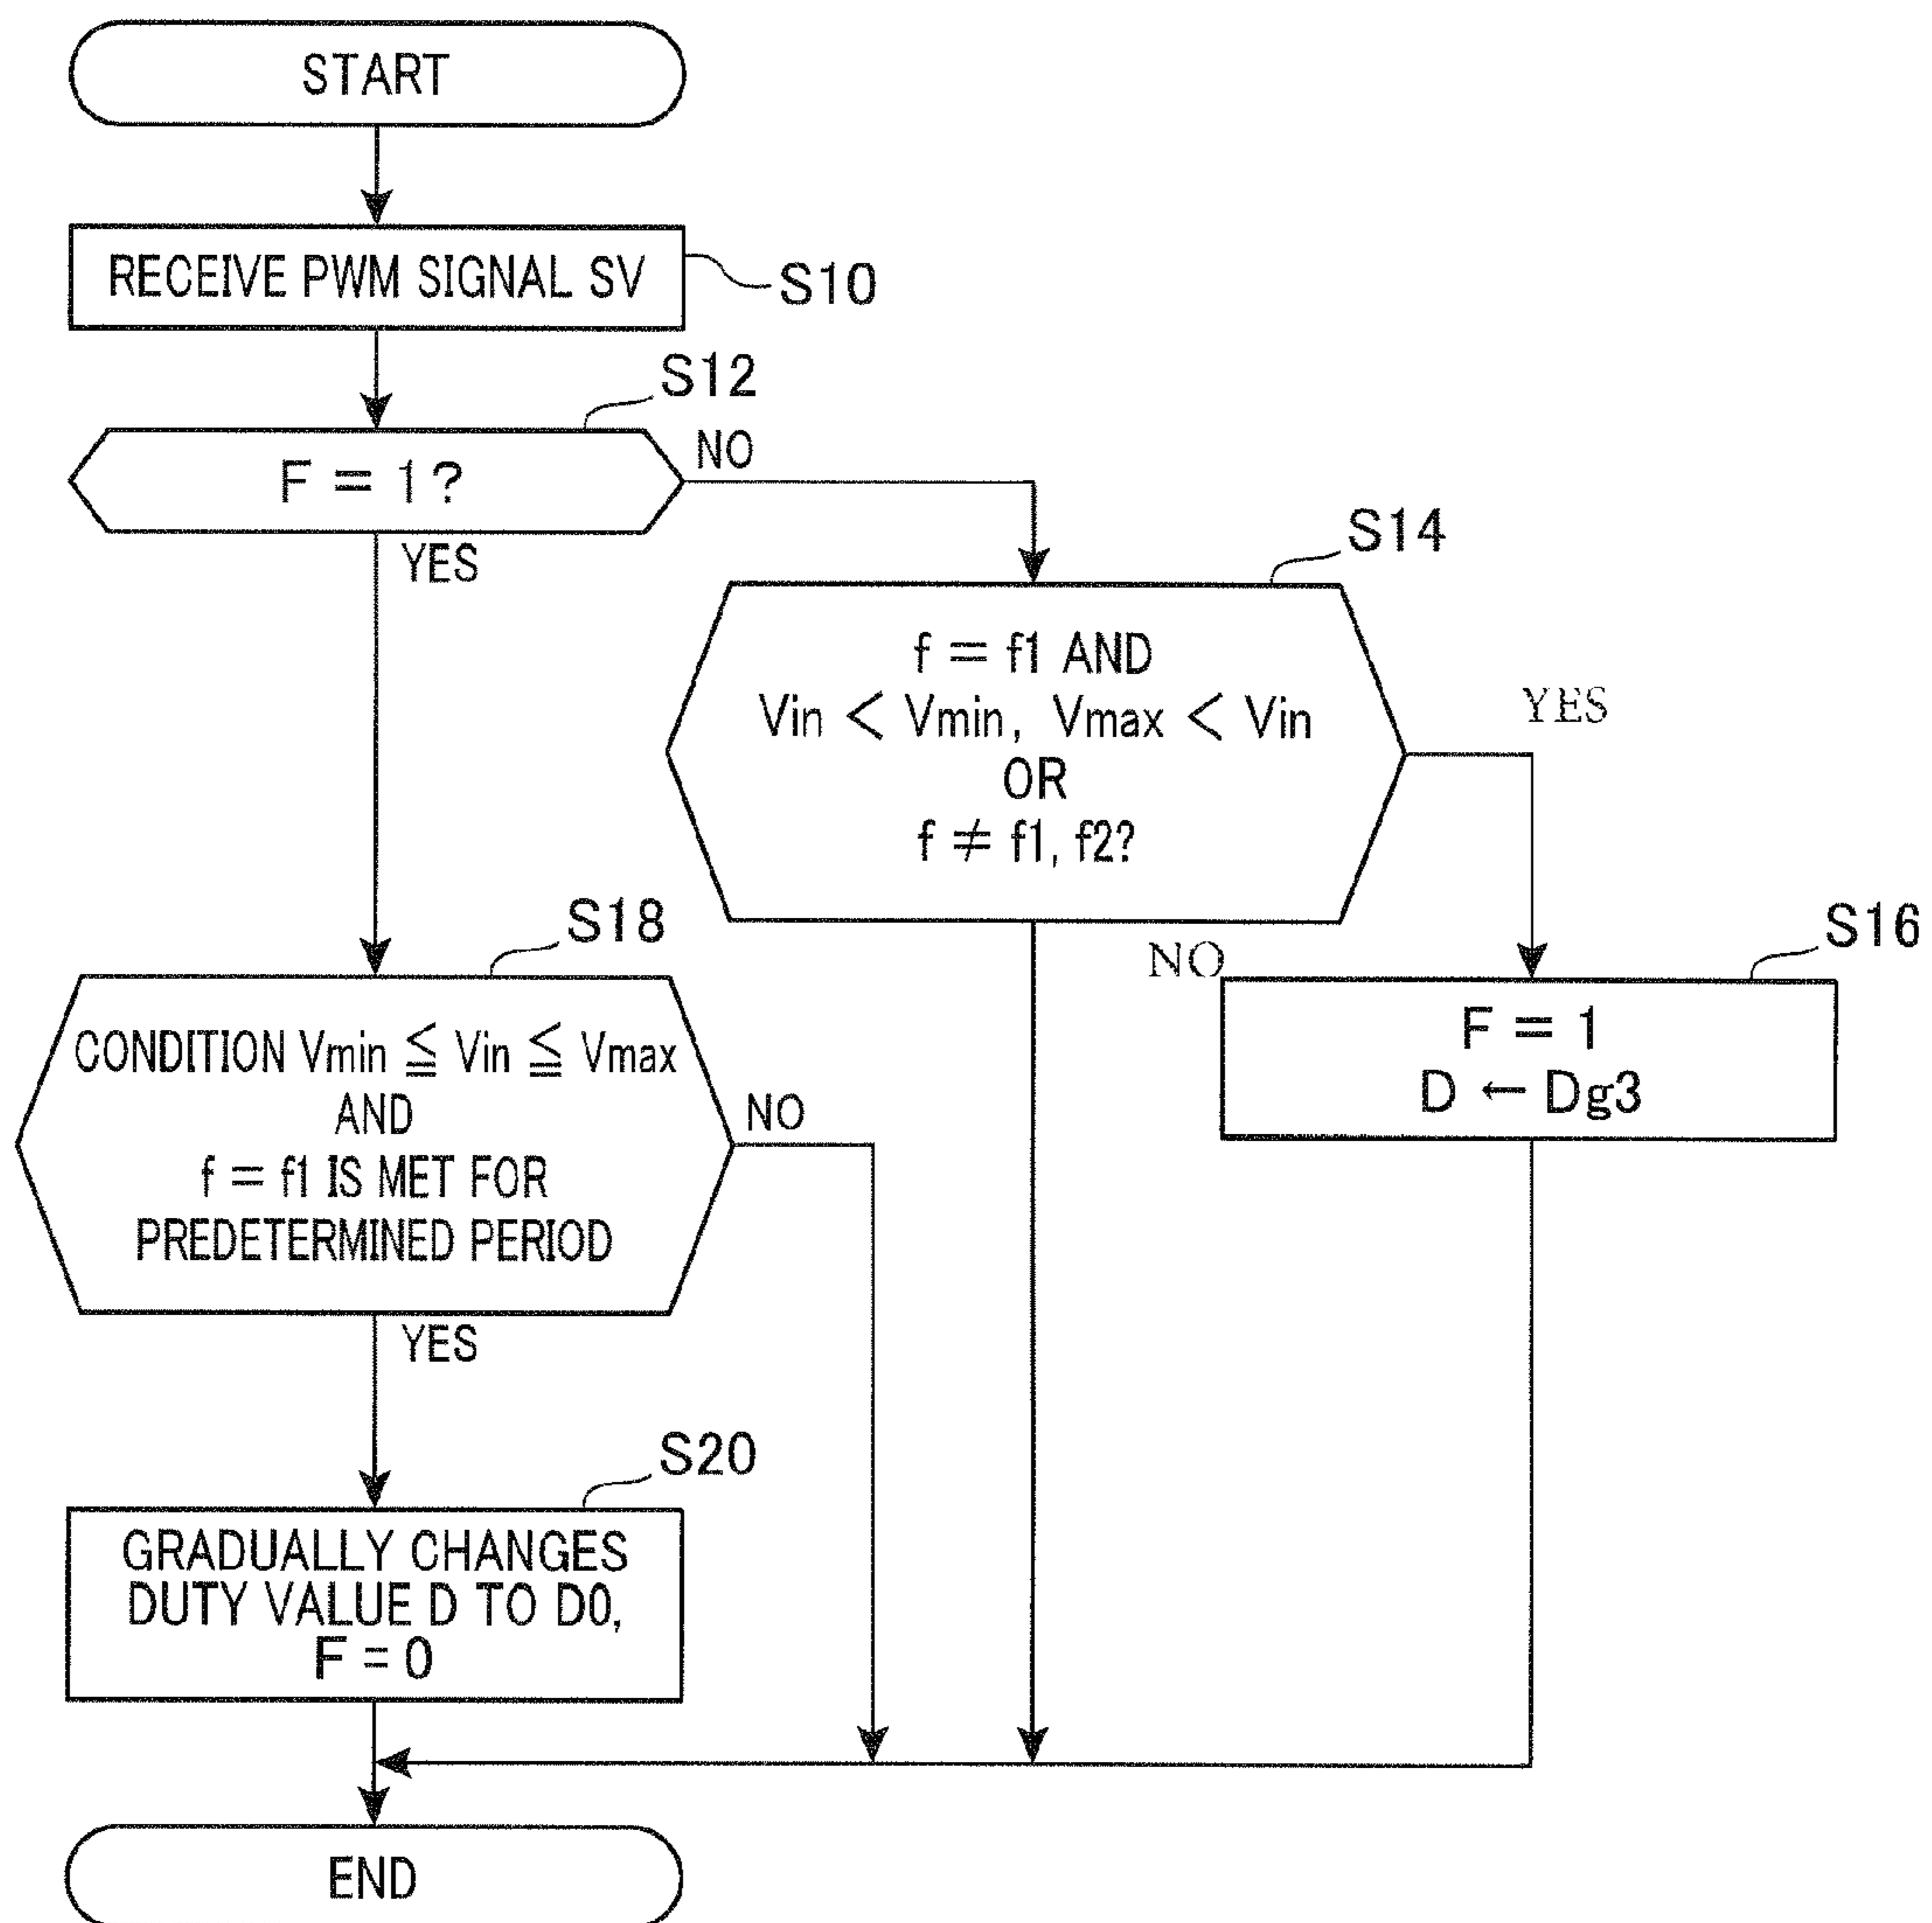 START
RECEIVE PWM SIGNAL SV
S10
S12
F = 1?
NO
YES
S14
f = f1 AND
Vin < Vmin, Vmax < Vin
OR
f ≠ f1, f2?
YES
NO
S16
F = 1
D ← Dg3
S18
CONDITION Vmin ≦ Vin ≦ Vmax
AND
f = f1 IS MET FOR
PREDETERMINED PERIOD
NO
YES
S20
GRADUALLY CHANGES
DUTY VALUE D TO D0,
F = 0
END